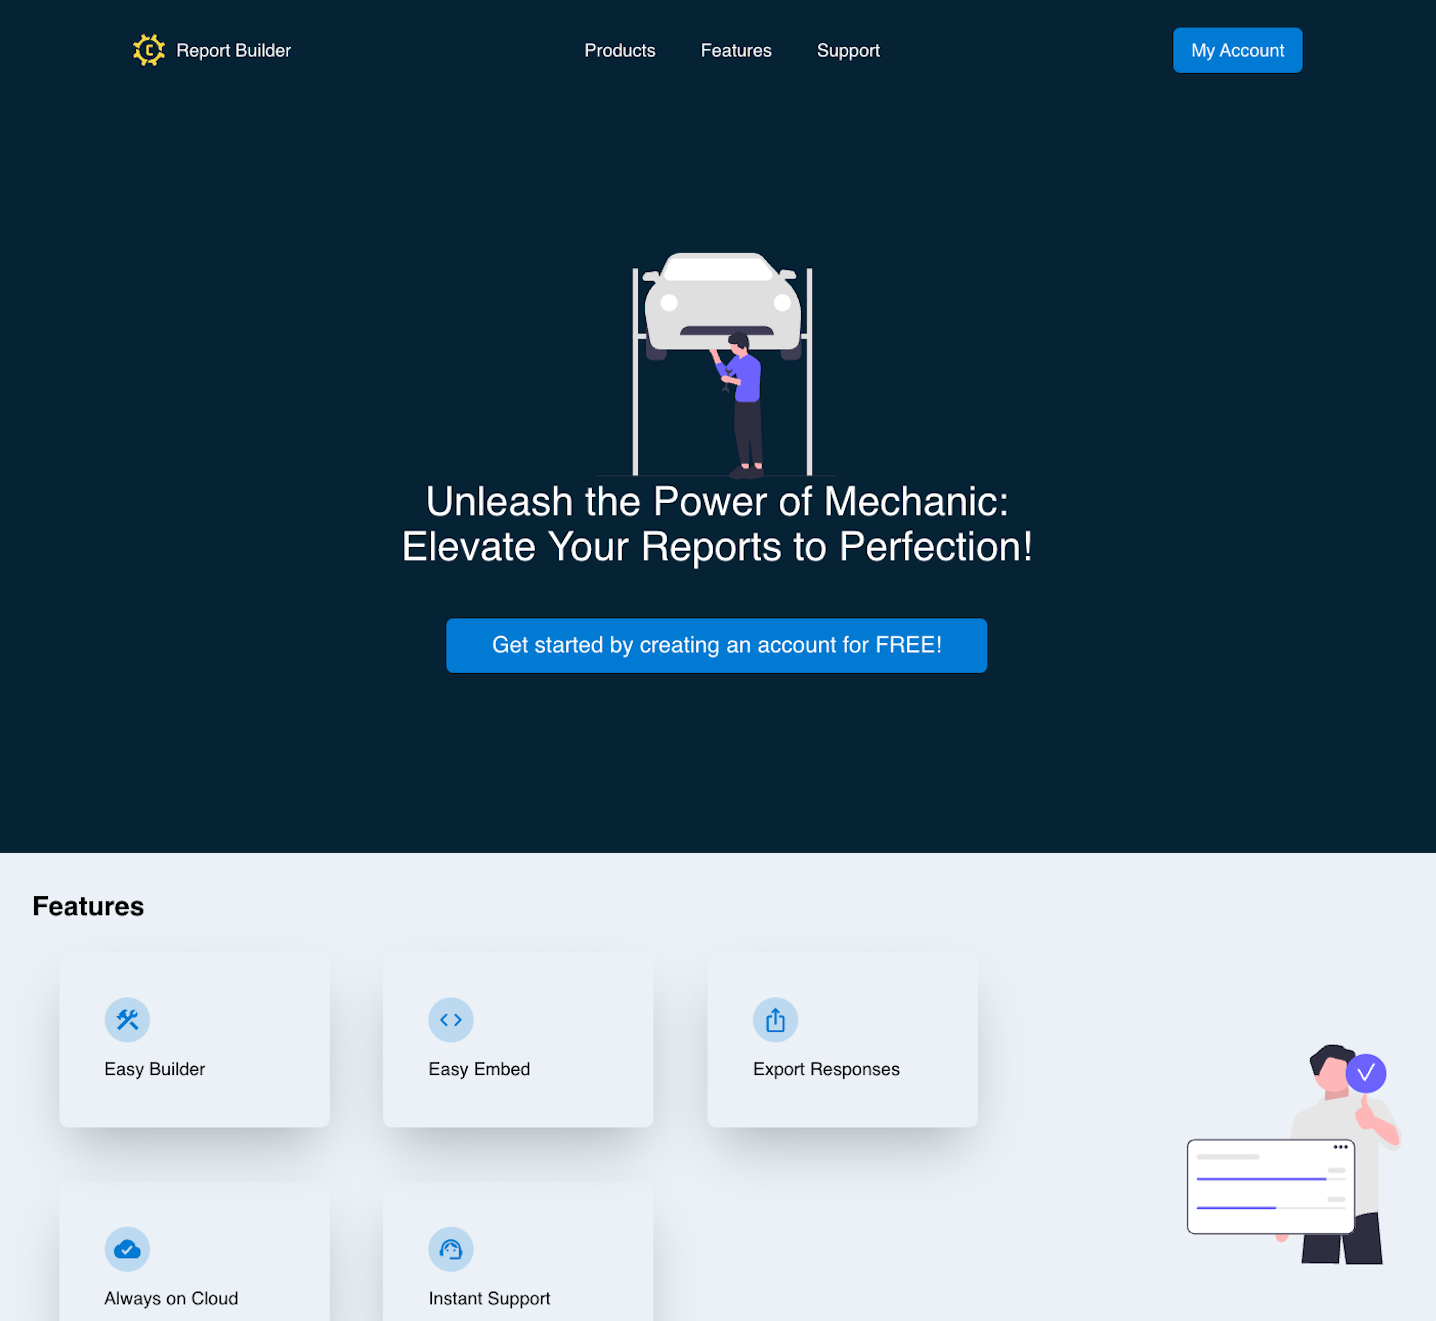 Report Builder
Products
Features
Support
My Account
Unleash the Power of Mechanic:
Elevate Your Reports to Perfection!
Get started by creating an account for FREE!
Features
Easy Builder
Easy Embed
Export Responses
Always on Cloud
Instant Support